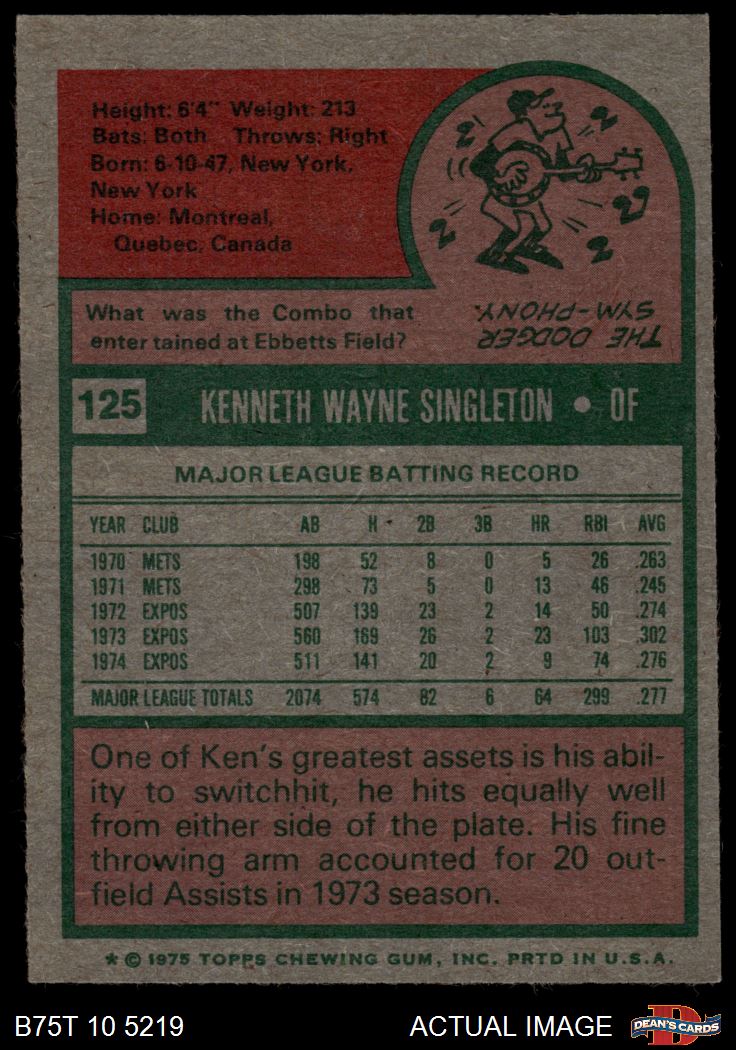 Height: 6'4" Weight: 213
Bats: Both Throws: Right
Born: 6-10-47, New York,
New York
Home: Montreal,
Quebec, Canada
What was the Combo that
enter tained at Ebbetts Field?
THE DODGER
SYM-PHONY.
125 KENNETH WAYNE SINGLETON • OF
MAJOR LEAGUE BATTING RECORD
YEAR CLUB AB H 2B 3B HR RBI AVG
1970 METS 198 52 8 0 5 26 .263
1971 METS 298 73 5 0 13 46 .245
1972 EXPOS 507 139 23 2 14 50 .274
1973 EXPOS 560 169 26 2 23 103 .302
1974 EXPOS 511 141 20 2 9 74 .276
MAJOR LEAGUE TOTALS 2074 574 82 6 64 299 .277
One of Ken's greatest assets is his abil-
ity to switchhit, he hits equally well
from either side of the plate. His fine
throwing arm accounted for 20 out-
field Assists in 1973 season.
* © 1975 TOPPS CHEWING GUM, INC. PRTD IN U.S.A.
B75T 10 5219 ACTUAL IMAGE
D
DEAN'S CARDS